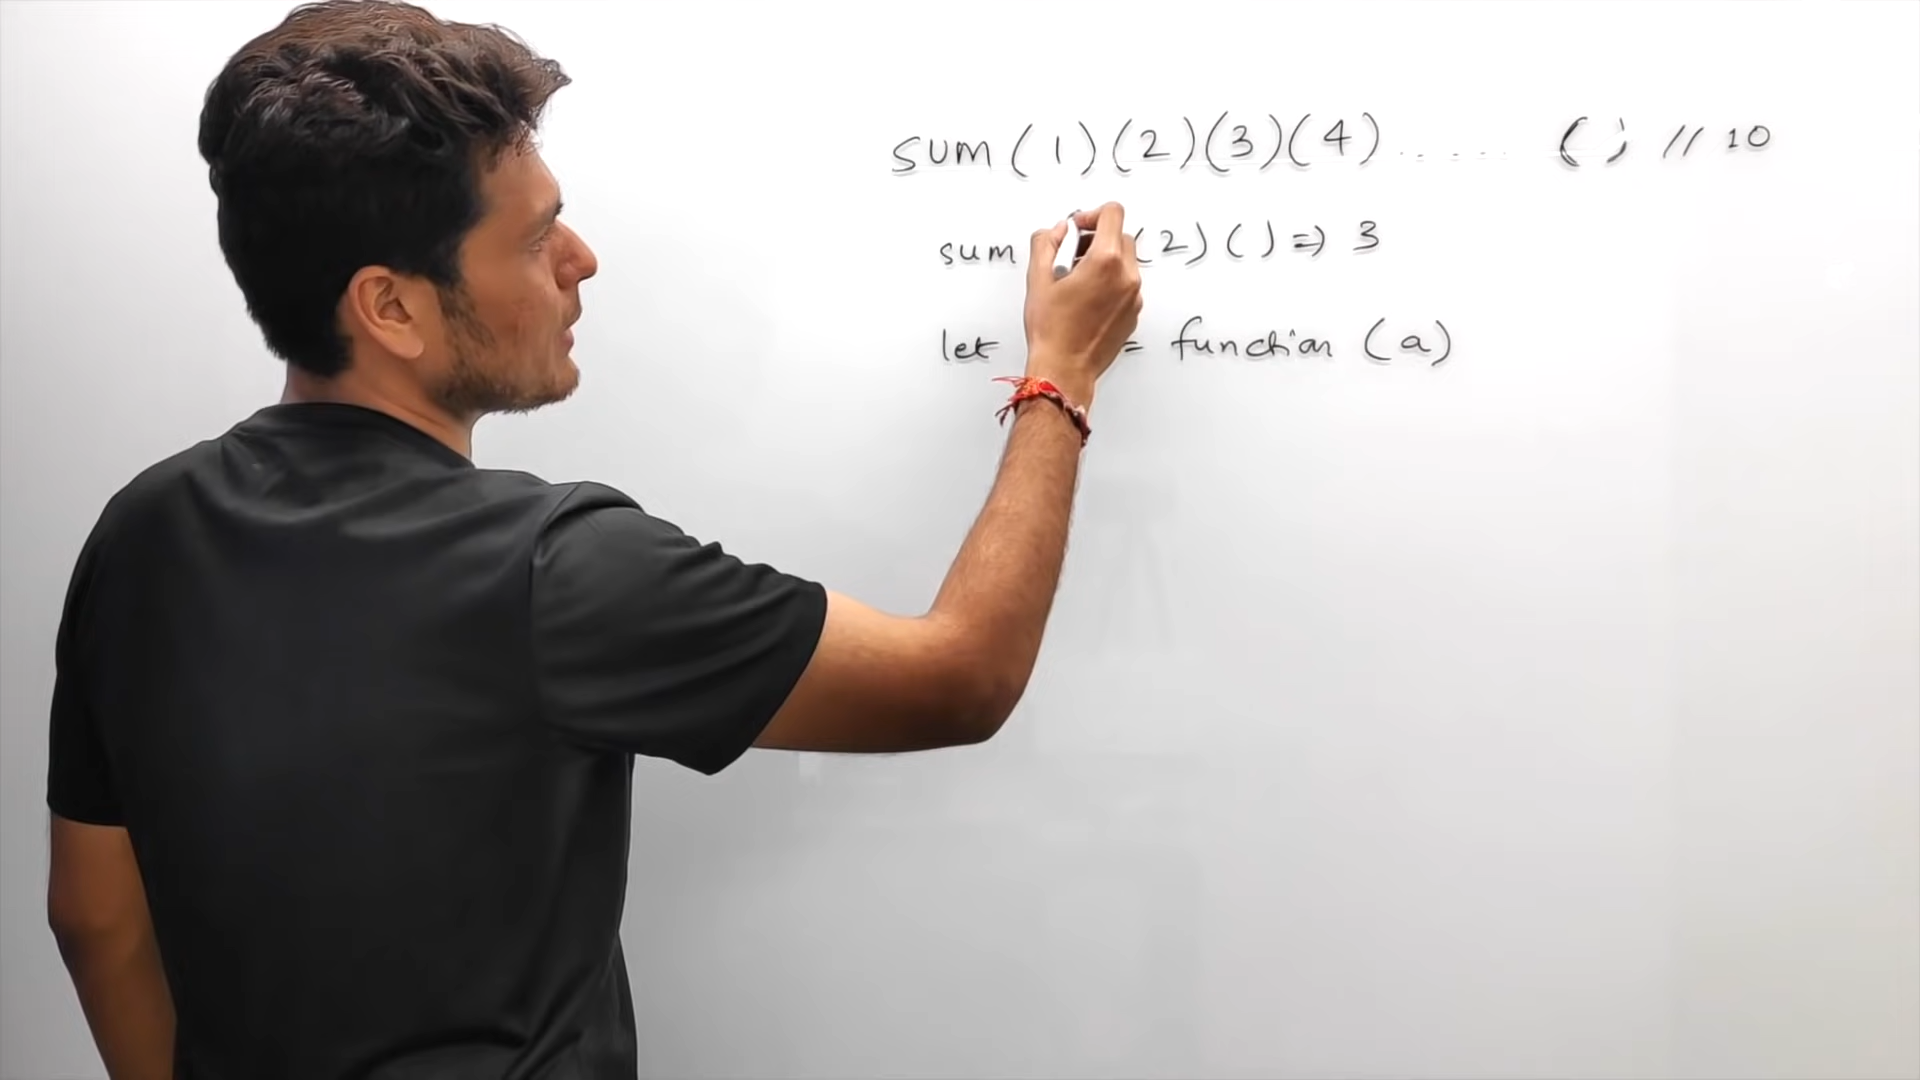 sum(1)(2)(3)(4)..... (; // 10
sum (2)( ) => 3
let = function (a)